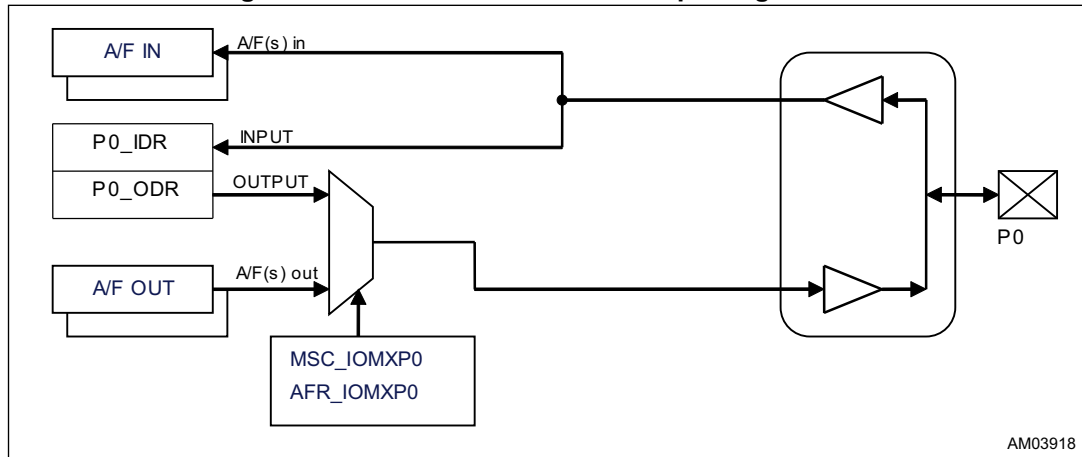 A/F IN
A/F(s) in
P0_IDR
INPUT
P0_ODR
OUTPUT
A/F OUT
A/F(s) out
MSC_IOMXP0
AFR_IOMXP0
P0
AM03918